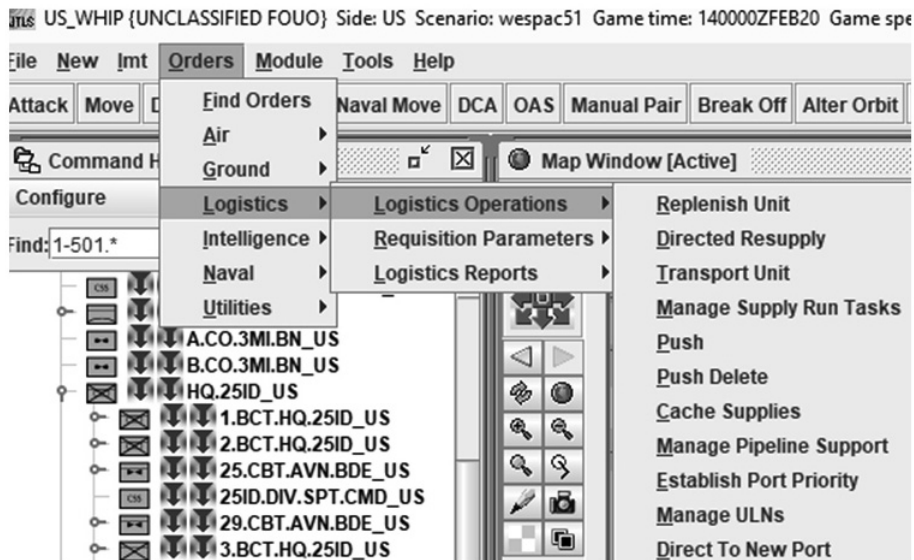 JTLS US_WHIP {UNCLASSIFIED FOUO} Side: US Scenario: wespac51 Game time: 140000ZFEB20 Game spe
File New Imt Orders Module Tools Help
Attack Move D Naval Move DCA OAS Manual Pair Break Off Alter Orbit
Find Orders
Air
Ground
Logistics
Intelligence
Naval
Utilities
Logistics Operations
Requisition Parameters
Logistics Reports
Replenish Unit
Directed Resupply
Transport Unit
Manage Supply Run Tasks
Push
Push Delete
Cache Supplies
Manage Pipeline Support
Establish Port Priority
Manage ULNs
Direct To New Port
Command H
Configure
Find: 1-501.*
CSS
A.CO.3MI.BN_US
B.CO.3MI.BN_US
HQ.25ID_US
1.BCT.HQ.25ID_US
2.BCT.HQ.25ID_US
25.CBT.AVN.BDE_US
CSS 25ID.DIV.SPT.CMD_US
29.CBT.AVN.BDE_US
3.BCT.HQ.25ID_US
Map Window [Active]